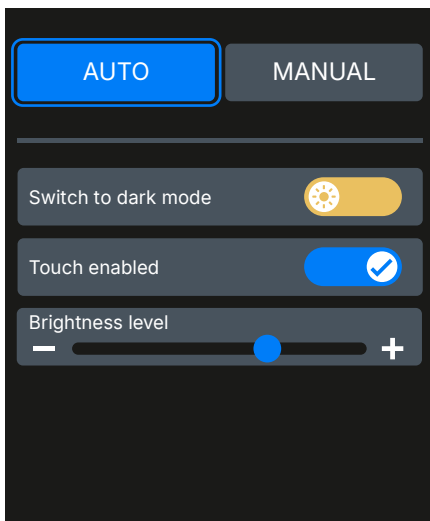 AUTO
MANUAL
Switch to dark mode
Touch enabled
Brightness level